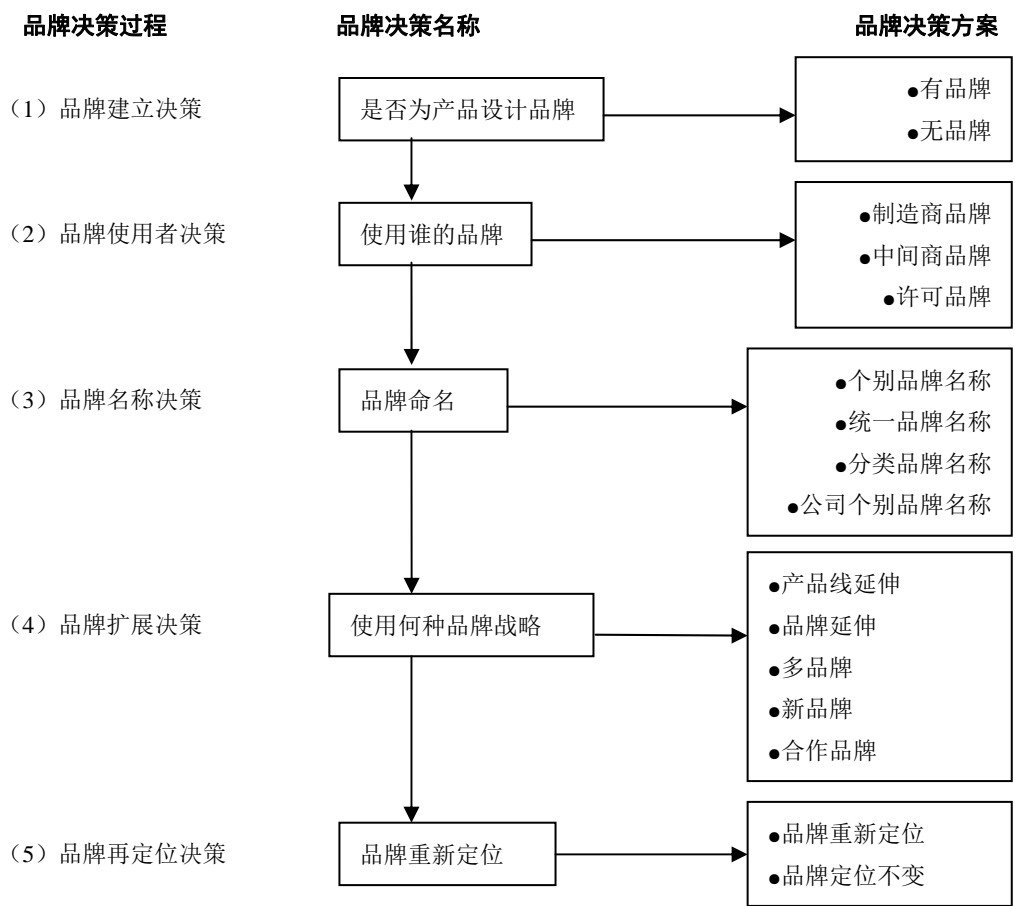 品牌决策过程 品牌决策名称 品牌决策方案
（1）品牌建立决策 是否为产品设计品牌
●有品牌
●无品牌
（2）品牌使用者决策 使用谁的品牌
●制造商品牌
●中间商品牌
●许可品牌
（3）品牌名称决策 品牌命名
●个别品牌名称
●统一品牌名称
●分类品牌名称
●公司个别品牌名称
（4）品牌扩展决策 使用何种品牌战略
●产品线延伸
●品牌延伸
●多品牌
●新品牌
●合作品牌
（5）品牌再定位决策 品牌重新定位
●品牌重新定位
●品牌定位不变